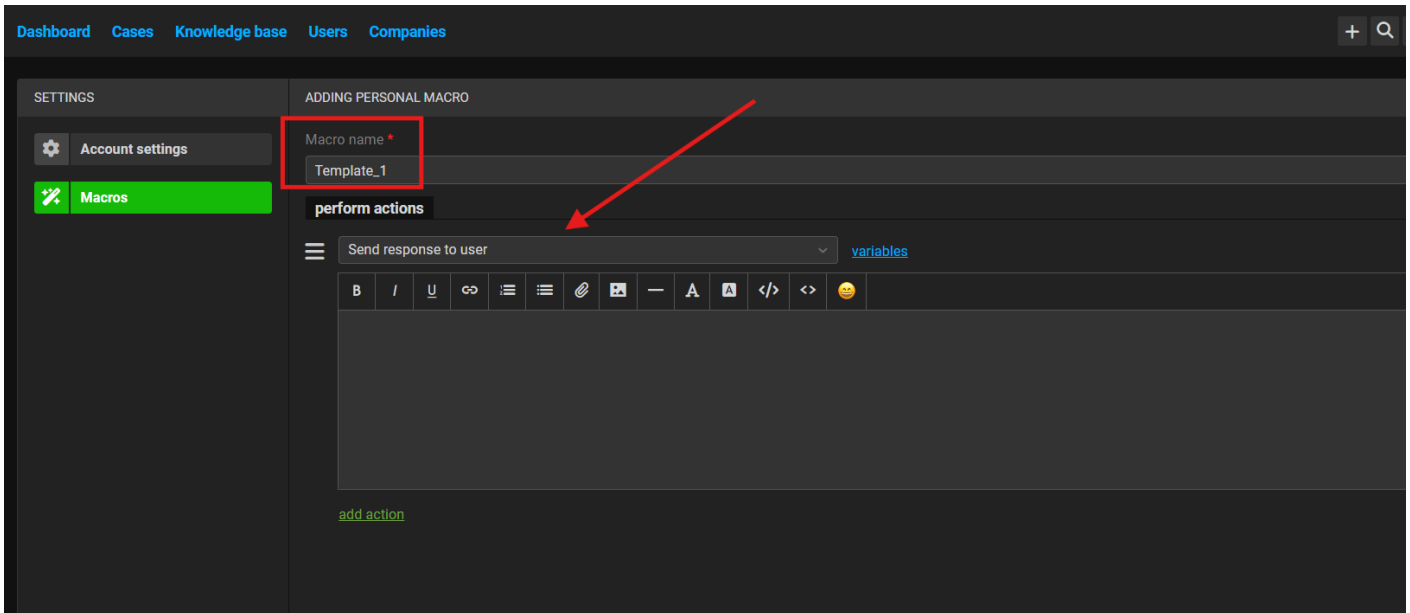 Dashboard Cases Knowledge base Users Companies
SETTINGS
ADDING PERSONAL MACRO
Account settings
Macros
Macro name *
Template_1
perform actions
Send response to user
variables
B I U A A </> <>
add action